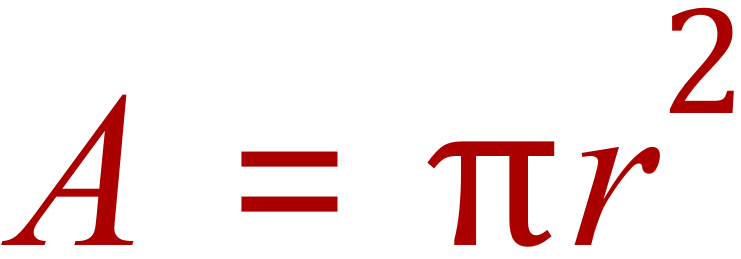 A = πr²